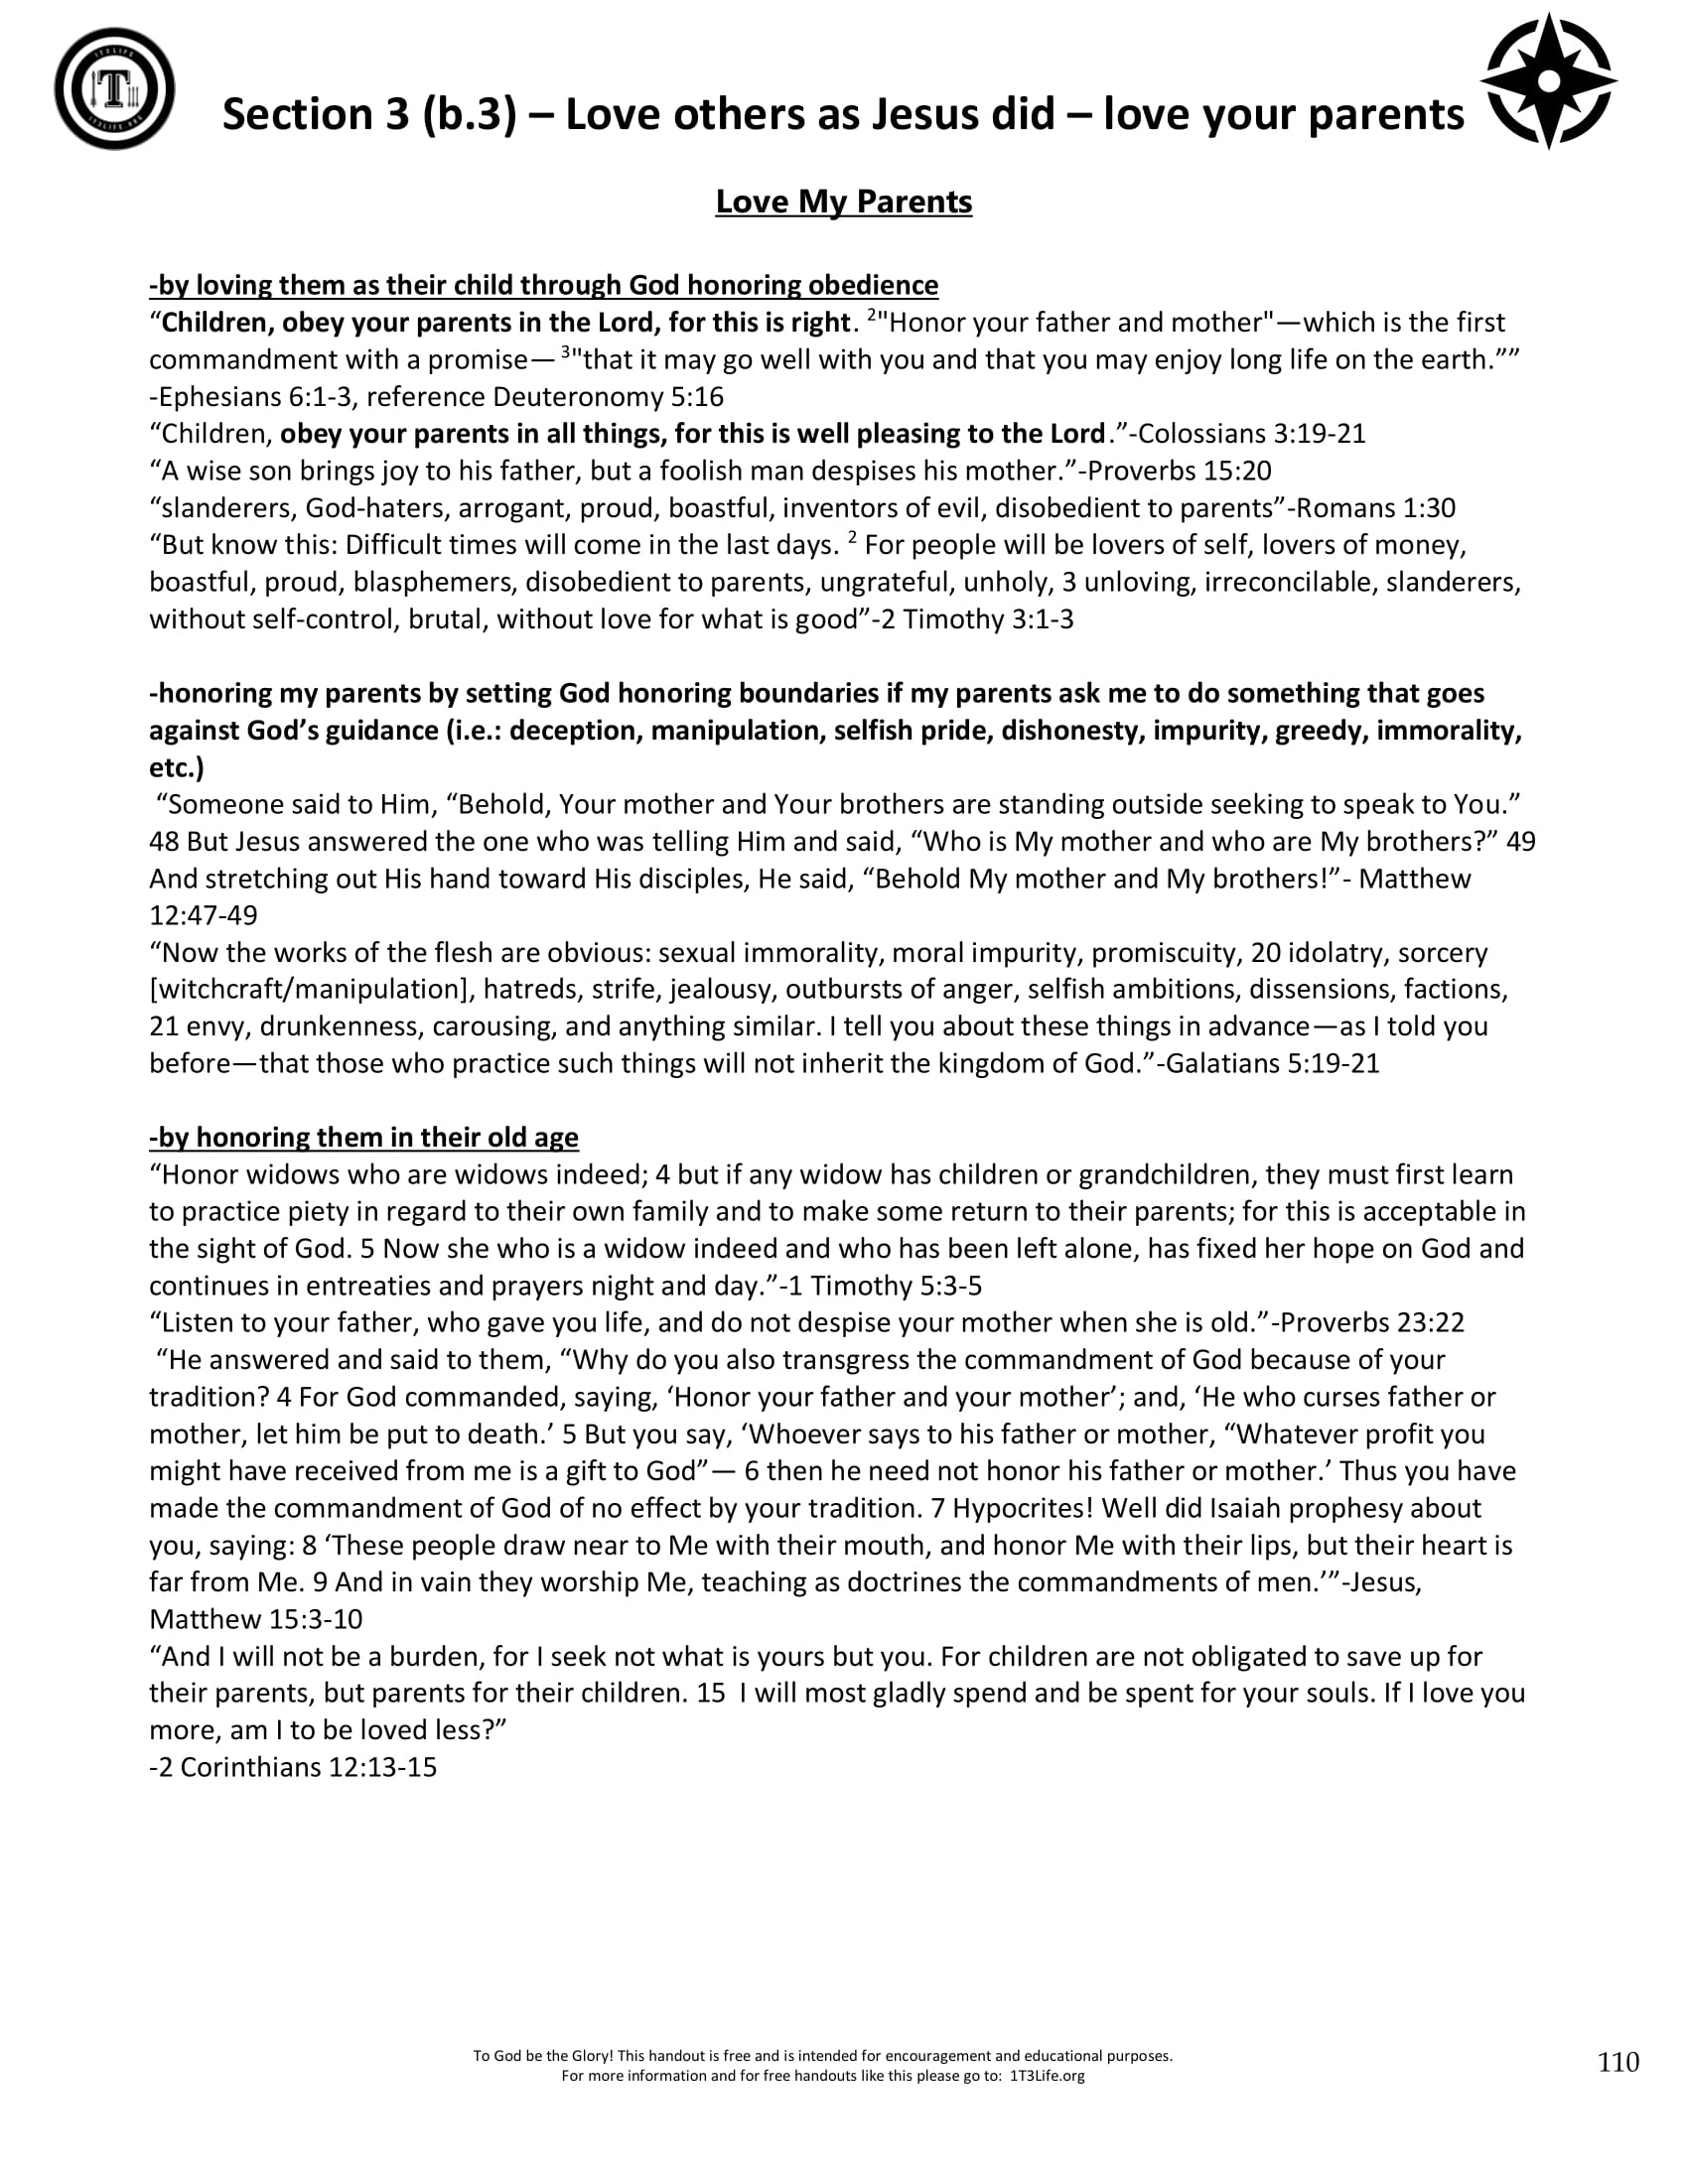 1T3LIFE
T
1T3LIFE.ORG
Section 3 (b.3) – Love others as Jesus did – love your parents
Love My Parents
-by loving them as their child through God honoring obedience
“Children, obey your parents in the Lord, for this is right. 2"Honor your father and mother"—which is the first
commandment with a promise— 3"that it may go well with you and that you may enjoy long life on the earth.””
-Ephesians 6:1-3, reference Deuteronomy 5:16
“Children, obey your parents in all things, for this is well pleasing to the Lord.”-Colossians 3:19-21
“A wise son brings joy to his father, but a foolish man despises his mother.”-Proverbs 15:20
“slanderers, God-haters, arrogant, proud, boastful, inventors of evil, disobedient to parents”-Romans 1:30
“But know this: Difficult times will come in the last days. 2 For people will be lovers of self, lovers of money,
boastful, proud, blasphemers, disobedient to parents, ungrateful, unholy, 3 unloving, irreconcilable, slanderers,
without self-control, brutal, without love for what is good”-2 Timothy 3:1-3
-honoring my parents by setting God honoring boundaries if my parents ask me to do something that goes
against God’s guidance (i.e.: deception, manipulation, selfish pride, dishonesty, impurity, greedy, immorality,
etc.)
“Someone said to Him, “Behold, Your mother and Your brothers are standing outside seeking to speak to You.”
48 But Jesus answered the one who was telling Him and said, “Who is My mother and who are My brothers?” 49
And stretching out His hand toward His disciples, He said, “Behold My mother and My brothers!”- Matthew
12:47-49
“Now the works of the flesh are obvious: sexual immorality, moral impurity, promiscuity, 20 idolatry, sorcery
[witchcraft/manipulation], hatreds, strife, jealousy, outbursts of anger, selfish ambitions, dissensions, factions,
21 envy, drunkenness, carousing, and anything similar. I tell you about these things in advance—as I told you
before—that those who practice such things will not inherit the kingdom of God.”-Galatians 5:19-21
-by honoring them in their old age
“Honor widows who are widows indeed; 4 but if any widow has children or grandchildren, they must first learn
to practice piety in regard to their own family and to make some return to their parents; for this is acceptable in
the sight of God. 5 Now she who is a widow indeed and who has been left alone, has fixed her hope on God and
continues in entreaties and prayers night and day.”-1 Timothy 5:3-5
“Listen to your father, who gave you life, and do not despise your mother when she is old.”-Proverbs 23:22
“He answered and said to them, “Why do you also transgress the commandment of God because of your
tradition? 4 For God commanded, saying, ‘Honor your father and your mother’; and, ‘He who curses father or
mother, let him be put to death.’ 5 But you say, ‘Whoever says to his father or mother, “Whatever profit you
might have received from me is a gift to God”— 6 then he need not honor his father or mother.’ Thus you have
made the commandment of God of no effect by your tradition. 7 Hypocrites! Well did Isaiah prophesy about
you, saying: 8 ‘These people draw near to Me with their mouth, and honor Me with their lips, but their heart is
far from Me. 9 And in vain they worship Me, teaching as doctrines the commandments of men.’”-Jesus,
Matthew 15:3-10
“And I will not be a burden, for I seek not what is yours but you. For children are not obligated to save up for
their parents, but parents for their children. 15  I will most gladly spend and be spent for your souls. If I love you
more, am I to be loved less?”
-2 Corinthians 12:13-15
To God be the Glory! This handout is free and is intended for encouragement and educational purposes.
For more information and for free handouts like this please go to:  1T3Life.org
110